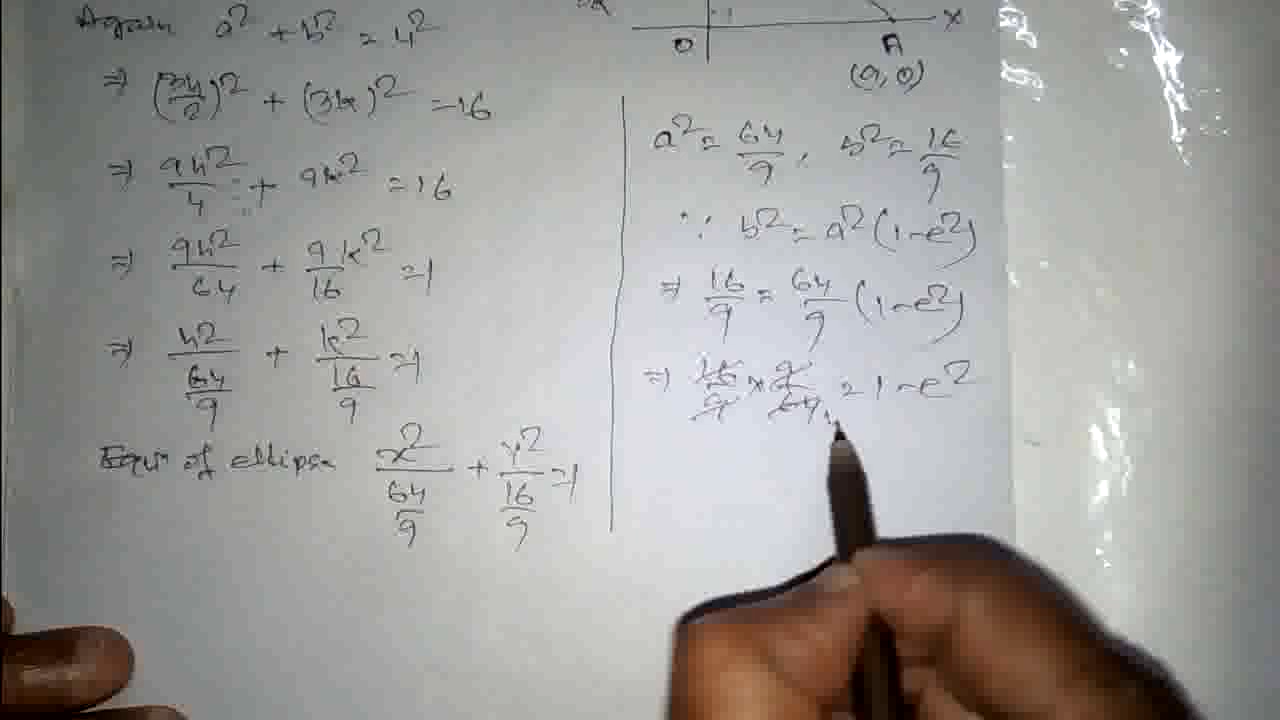 Again a² + b² = 4²
⇒ (3h/2)² + (3k)² = 16
⇒ 9h²/4 + 9k² = 16
⇒ 9h²/64 + 9k²/16 = 1
⇒ h²/(64/9) + k²/(16/9) = 1
Equn of ellipse x²/(64/9) + y²/(16/9) = 1
O A X
(a, 0)
a² = 64/9, b² = 16/9
∵ b² = a²(1-e²)
⇒ 16/9 = 64/9 (1-e²)
⇒ 16/9 × 9/64 = 1-e²